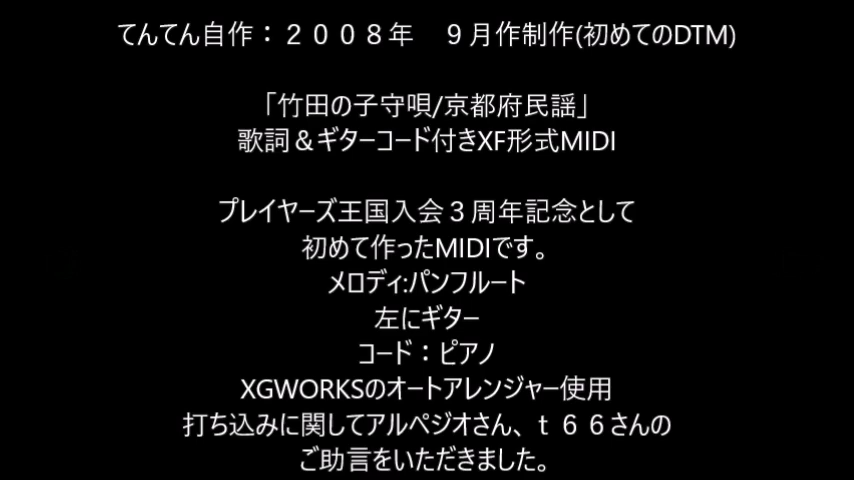 てんてん自作：２００８年　９月作制作(初めてのDTM)
「竹田の子守唄/京都府民謡」
歌詞＆ギターコード付きXF形式MIDI
プレイヤーズ王国入会３周年記念として
初めて作ったMIDIです。
メロディ:パンフルート
左にギター
コード：ピアノ
XGWORKSのオートアレンジャー使用
打ち込みに関してアルペジオさん、ｔ６６さんの
ご助言をいただきました。